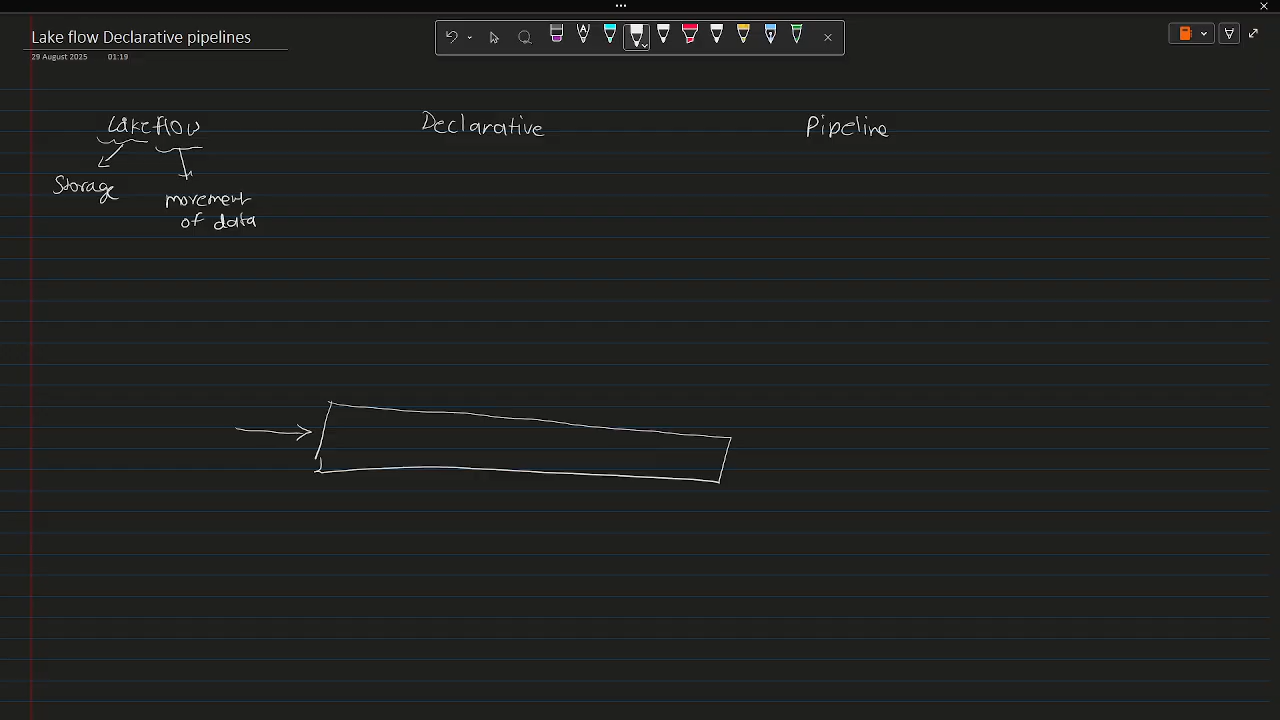 Lake flow Declarative pipelines
29 August 2025 01:19
Lakeflow Declarative Pipeline
Storage
movement
of data